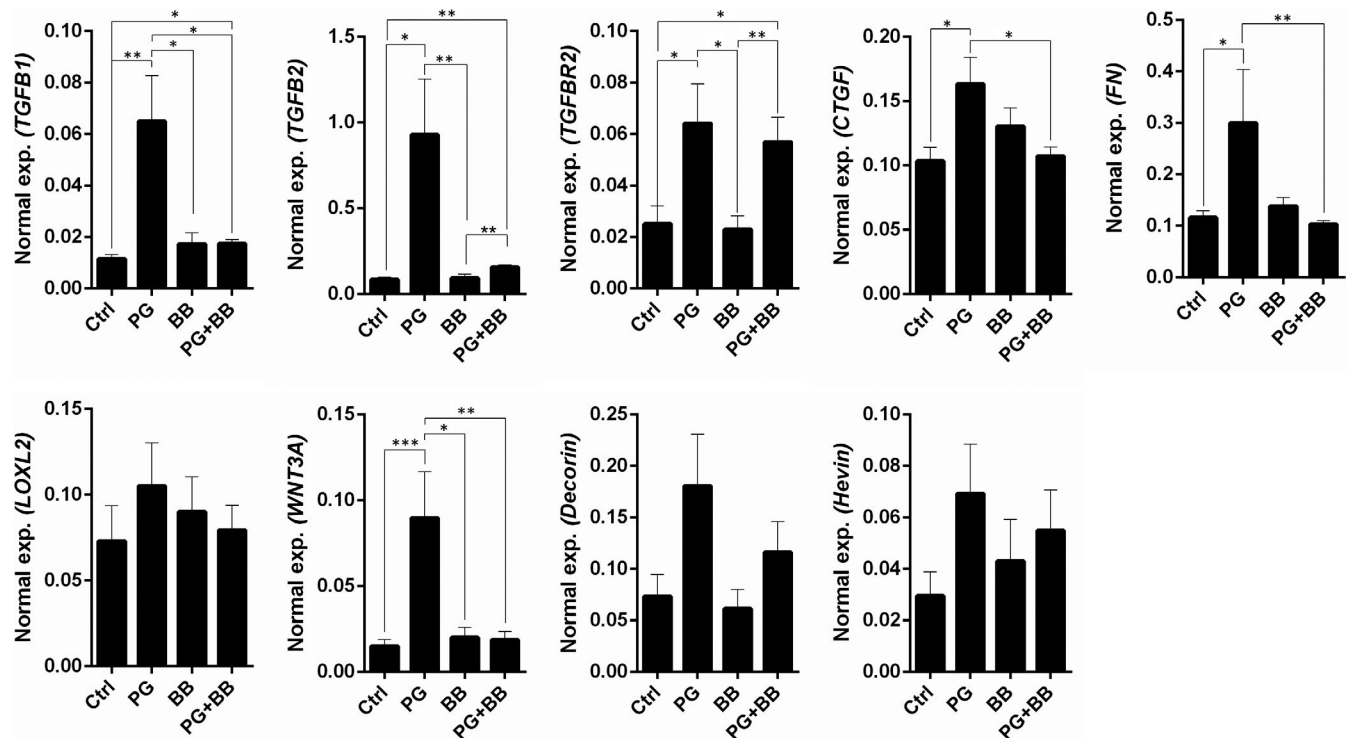 Normal exp. (TGFB1)
0.10
0.08
0.06
0.04
0.02
0.00
*
*
**
*
Ctrl
PG
BB
PG+BB
Normal exp. (TGFB2)
1.5
1.0
0.5
0.0
**
*
**
**
Ctrl
PG
BB
PG+BB
Normal exp. (TGFBR2)
0.10
0.08
0.06
0.04
0.02
0.00
*
**
*
*
Ctrl
PG
BB
PG+BB
Normal exp. (CTGF)
0.20
0.15
0.10
0.05
0.00
*
*
Ctrl
PG
BB
PG+BB
Normal exp. (FN)
0.5
0.4
0.3
0.2
0.1
0.0
**
*
Ctrl
PG
BB
PG+BB
Normal exp. (LOXL2)
0.15
0.10
0.05
0.00
Ctrl
PG
BB
PG+BB
Normal exp. (WNT3A)
0.15
0.10
0.05
0.00
**
*
***
Ctrl
PG
BB
PG+BB
Normal exp. (Decorin)
0.25
0.20
0.15
0.10
0.05
0.00
Ctrl
PG
BB
PG+BB
Normal exp. (Hevin)
0.10
0.08
0.06
0.04
0.02
0.00
Ctrl
PG
BB
PG+BB